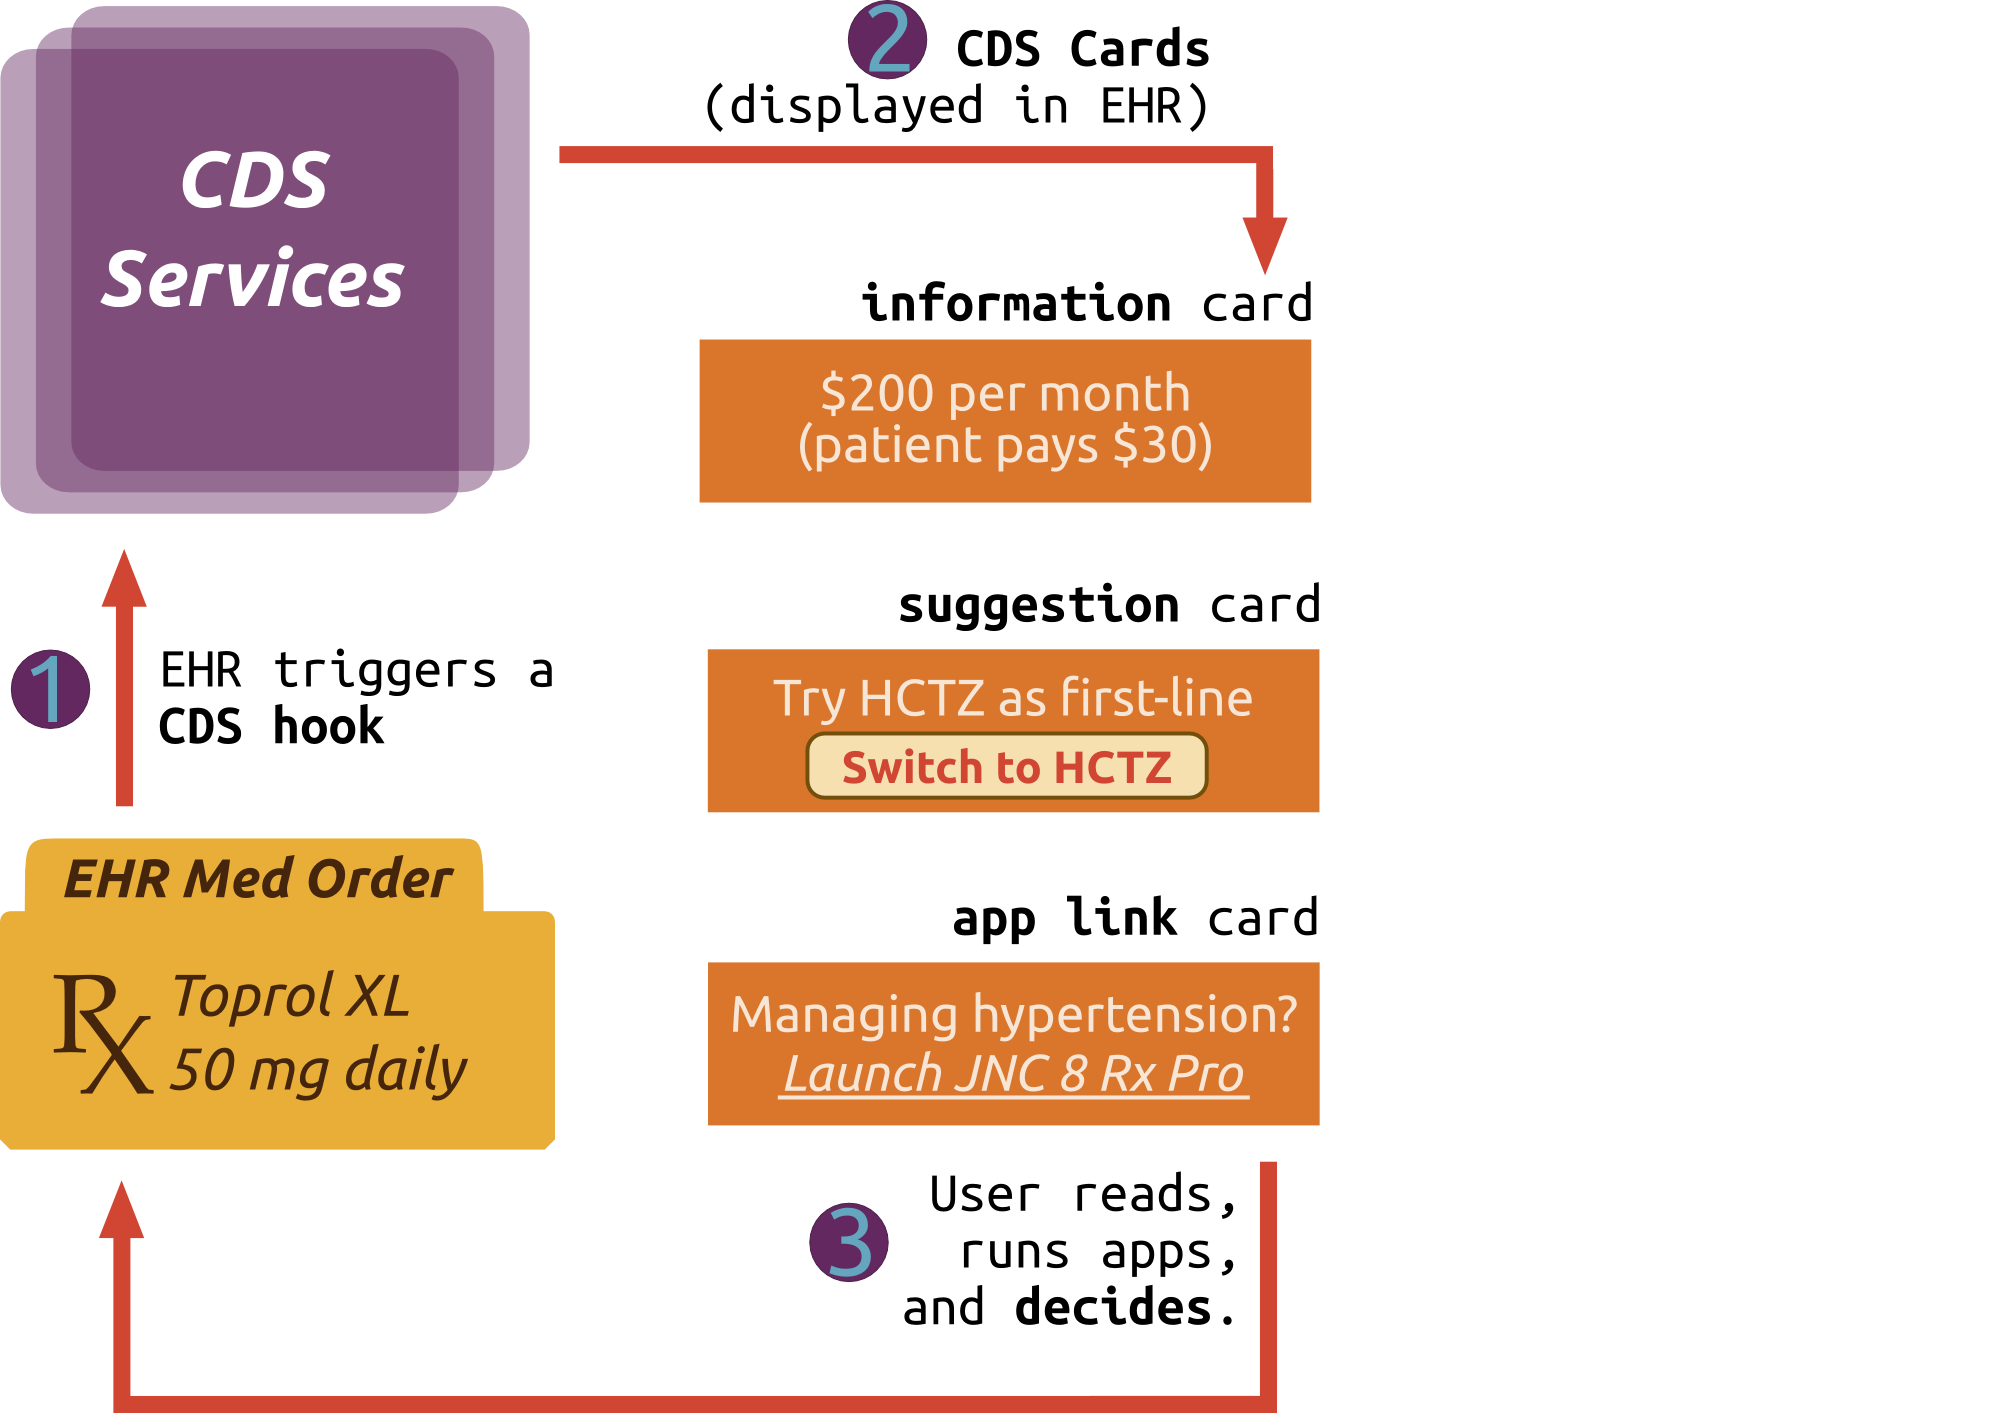 CDS
Services
2
CDS Cards
(displayed in EHR)
information card
$200 per month
(patient pays $30)
suggestion card
Try HCTZ as first-line
Switch to HCTZ
app link card
Managing hypertension?
Launch JNC 8 Rx Pro
1
EHR triggers a
CDS hook
EHR Med Order
Rx
Toprol XL
50 mg daily
3
User reads,
runs apps,
and decides.